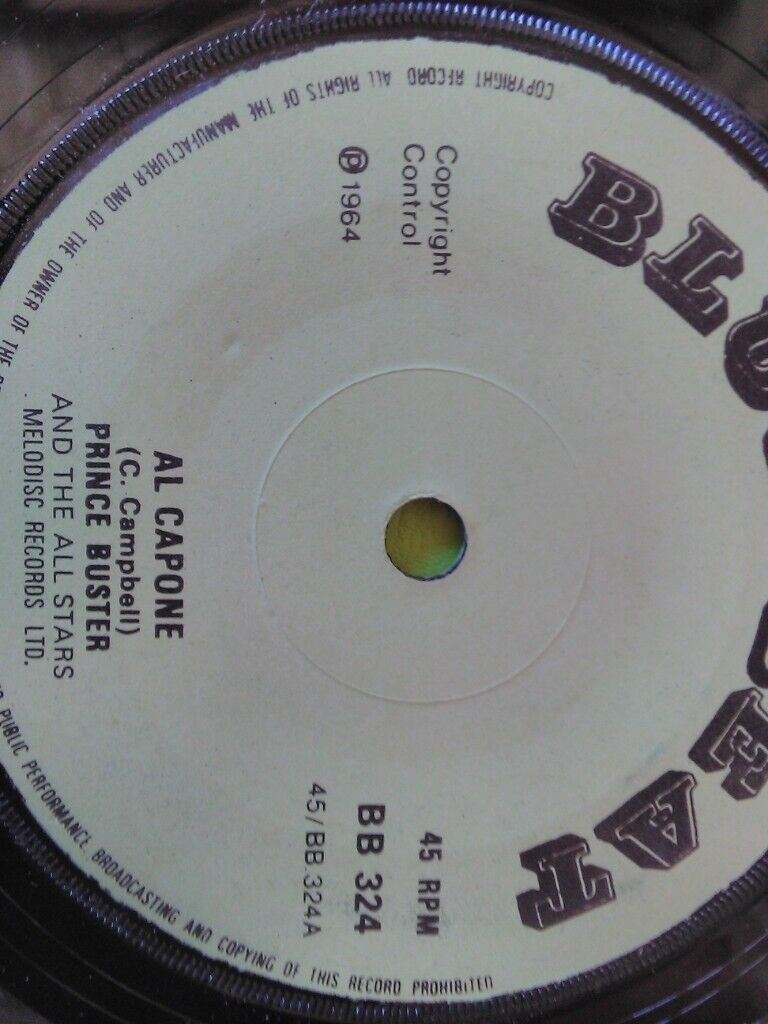 BLU EAT
Copyright
Control
Ⓟ 1964
45 RPM
BB 324
45/BB.324A
AL CAPONE
(C. Campbell)
PRINCE BUSTER
AND THE ALL STARS
MELODISC RECORDS LTD.
COPYRIGHT RECORD ALL RIGHTS OF THE MANUFACTURER AND OF THE OWNER OF THE
PUBLIC PERFORMANCE, BROADCASTING AND COPYING OF THIS RECORD PROHIBITED